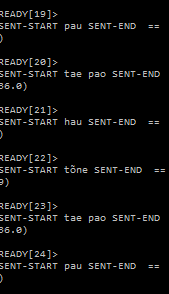 READY[19]>
SENT-START pau SENT-END ==
)
READY[20]>
SENT-START tae pao SENT-END
86.0)
READY[21]>
SENT-START hau SENT-END ==
)
READY[22]>
SENT-START tõne SENT-END ==
9)
READY[23]>
SENT-START tae pao SENT-END
86.0)
READY[24]>
SENT-START pau SENT-END ==
)